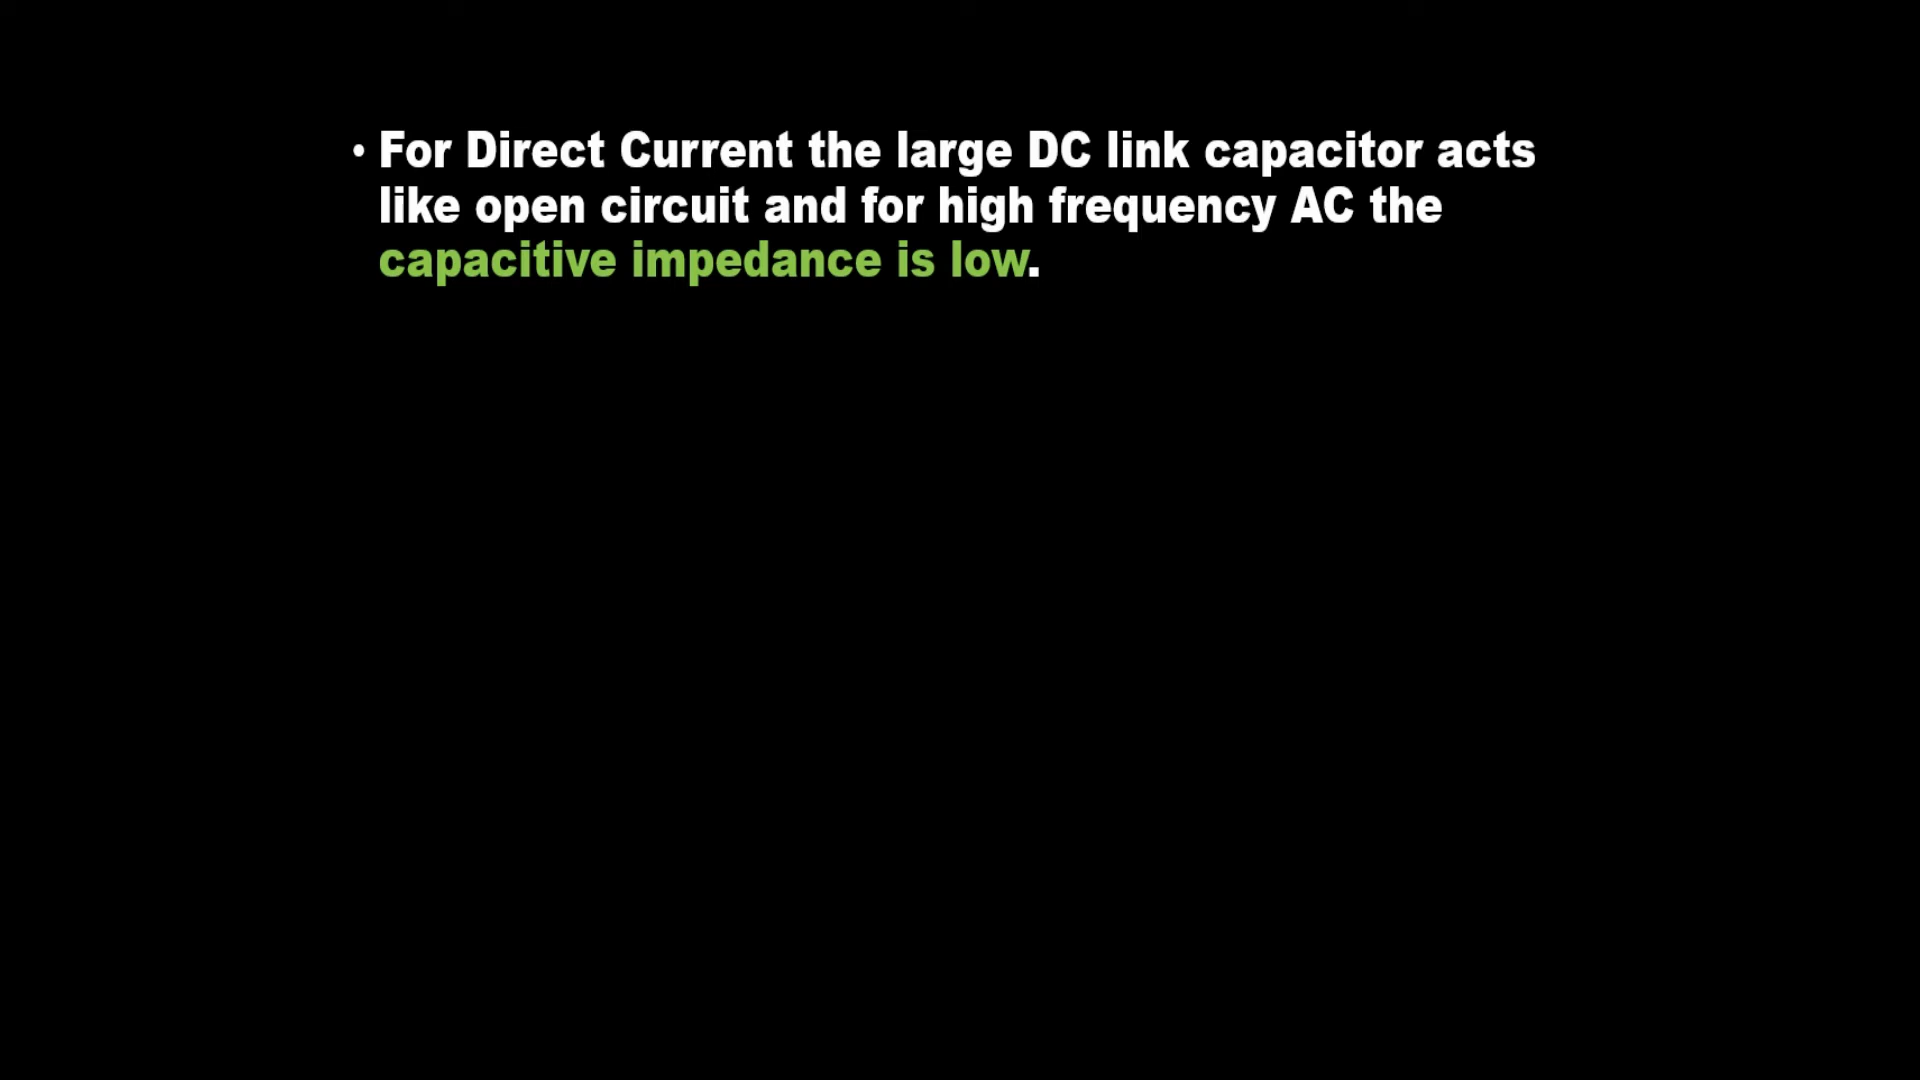 • For Direct Current the large DC link capacitor acts
like open circuit and for high frequency AC the
capacitive impedance is low.